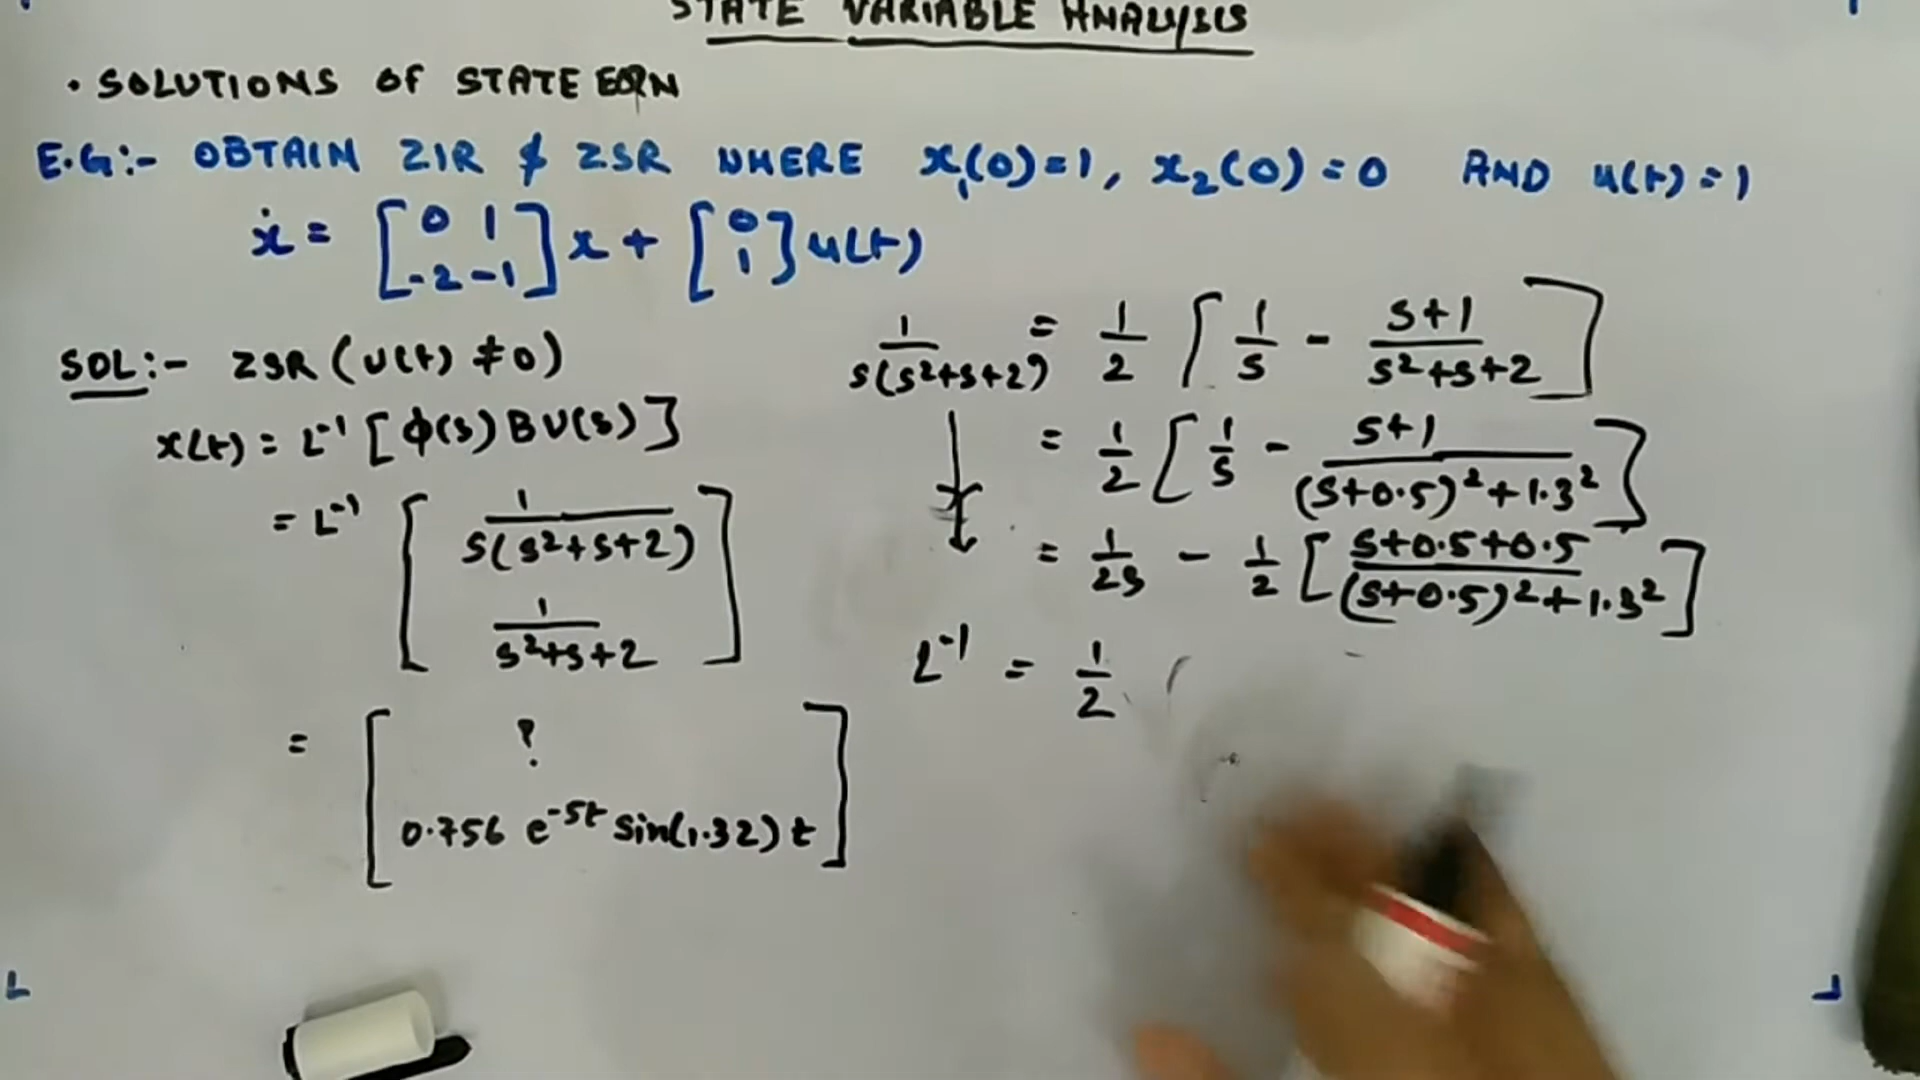 STATE VARIABLE ANALYSIS
• SOLUTIONS OF STATE EQRN
E.G:- OBTAIN ZIR & ZSR WHERE x₁(0)=1, x₂(0)=0 AND u(t)=1
ẋ = [0 1; -2 -1] x + [0; 1] u(t)
SOL:- ZSR (U(t) ≠ 0)
x(t) = L⁻¹ [ϕ(s) B U(s)]
= L⁻¹ [1/(s(s²+s+2)); 1/(s²+s+2)]
= [?; 0.756 e^(-.5t) sin(1.32) t]
1/(s(s²+s+2)) = 1/2 [1/s - (s+1)/(s²+s+2)]
= 1/2 [1/s - (s+1)/((s+0.5)²+1.3²)]
= 1/2s - 1/2 [(s+0.5+0.5)/((s+0.5)²+1.3²)]
L⁻¹ = 1/2